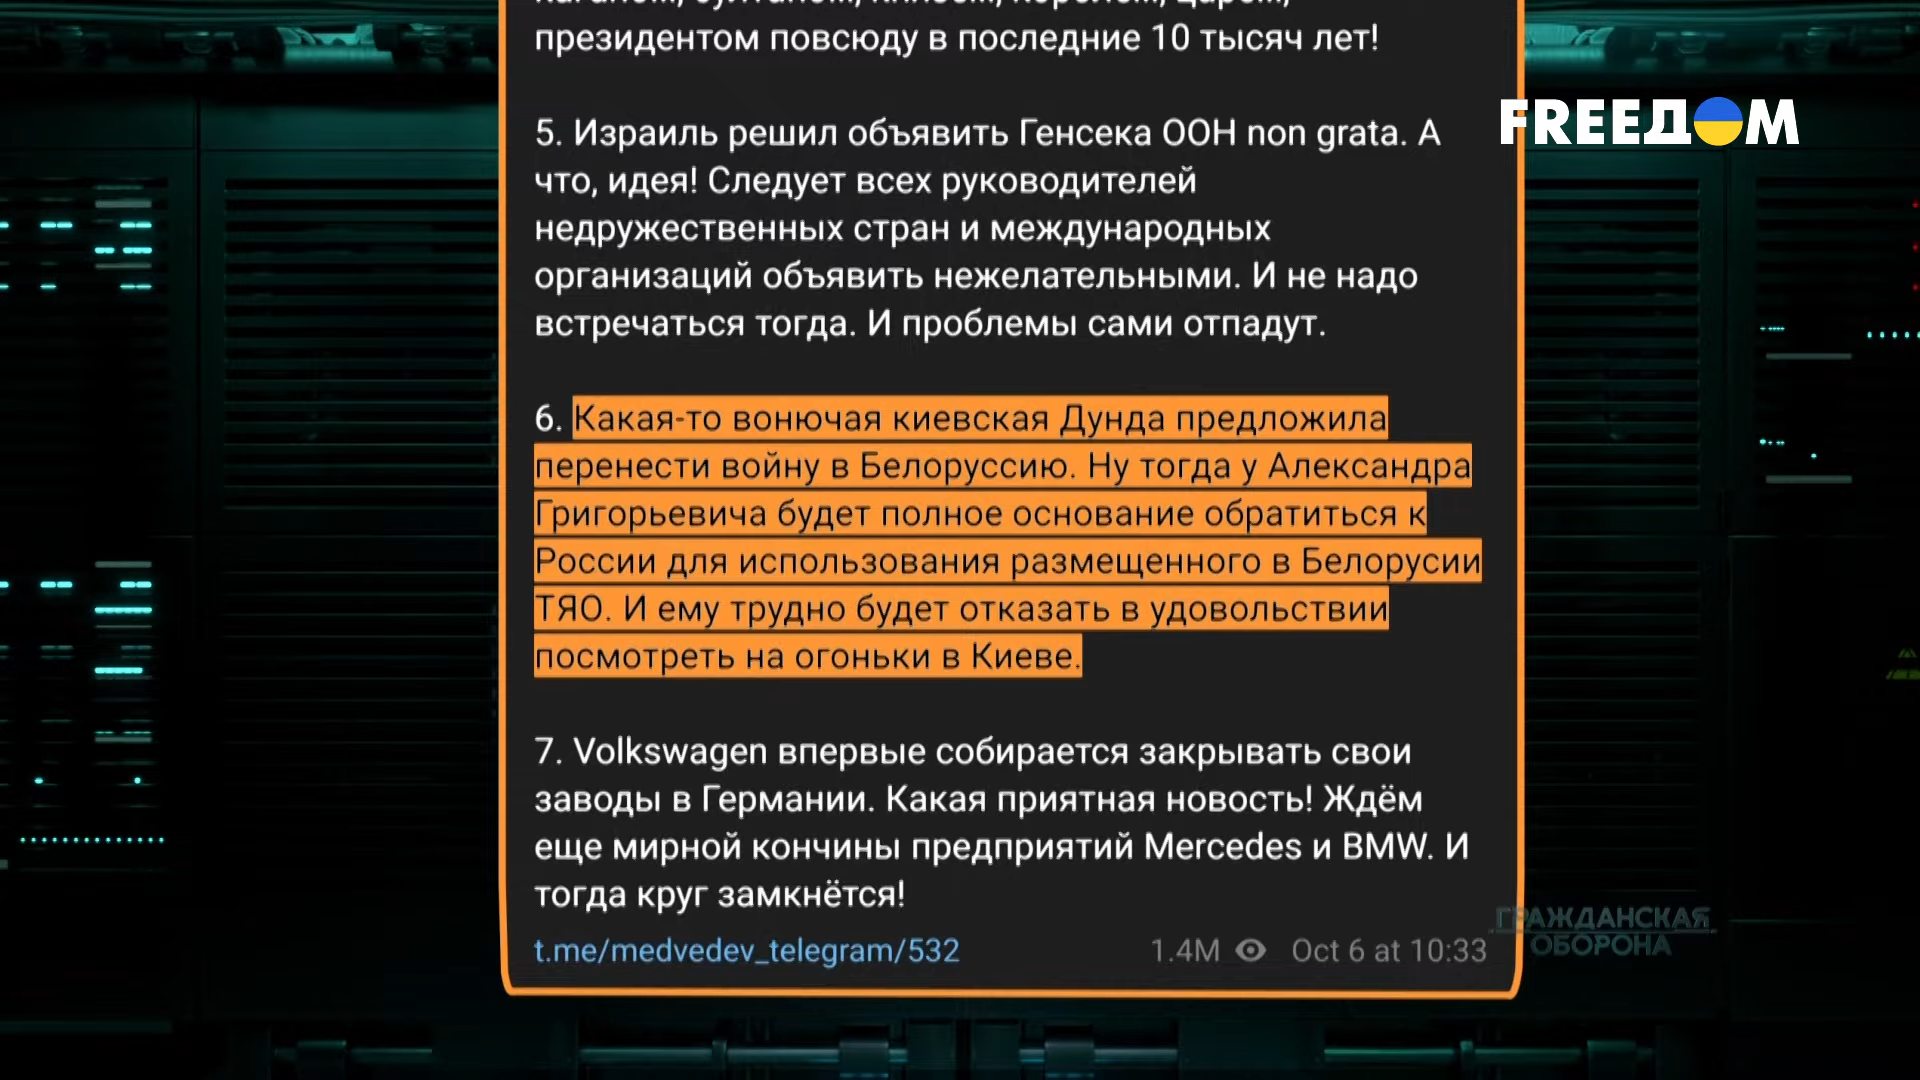 президентом повсюду в последние 10 тысяч лет!
5. Израиль решил объявить Генсека ООН non grata. А
что, идея! Следует всех руководителей
недружественных стран и международных
организаций объявить нежелательными. И не надо
встречаться тогда. И проблемы сами отпадут.
6. Какая-то вонючая киевская Дунда предложила
перенести войну в Белоруссию. Ну тогда у Александра
Григорьевича будет полное основание обратиться к
России для использования размещенного в Белорусии
ТЯО. И ему трудно будет отказать в удовольствии
посмотреть на огоньки в Киеве.
7. Volkswagen впервые собирается закрывать свои
заводы в Германии. Какая приятная новость! Ждём
еще мирной кончины предприятий Mercedes и BMW. И
тогда круг замкнётся!
t.me/medvedev_telegram/532 1.4M Oct 6 at 10:33
FREEДOM
ГРАЖДАНСКАЯ
ОБОРОНА